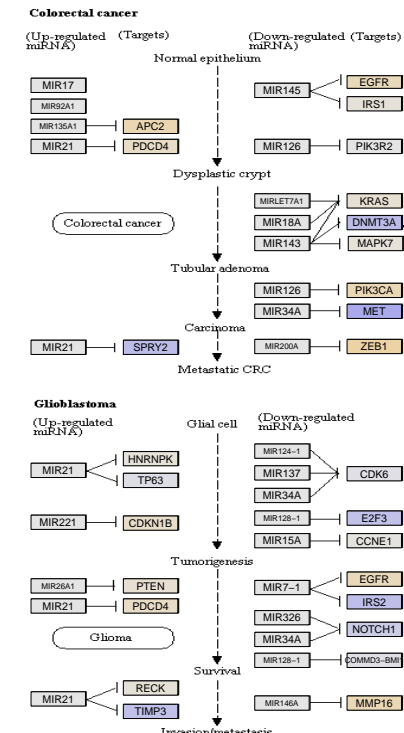 Colorectal cancer
(Up-regulated miRNA) (Targets) (Down-regulated miRNA) (Targets)
Normal epithelium
MIR17
MIR92A1
MIR135A1 APC2
MIR21 PDCD4
MIR145 EGFR
IRS1
MIR126 PIK3R2
Dysplastic crypt
Colorectal cancer
MIRLET7A1 KRAS
MIR18A DNMT3A
MIR143 MAPK7
Tubular adenoma
MIR126 PIK3CA
MIR34A MET
Carcinoma
MIR21 SPRY2
MIR200A ZEB1
Metastatic CRC
Glioblastoma
(Up-regulated miRNA)
Glial cell
(Down-regulated miRNA)
MIR21 HNRNPK
TP63
MIR221 CDKN1B
MIR124-1
MIR137 CDK6
MIR34A
MIR128-1 E2F3
MIR15A CCNE1
Tumorigenesis
MIR26A1 PTEN
MIR21 PDCD4
Glioma
MIR7-1 EGFR
IRS2
MIR326 NOTCH1
MIR34A
MIR128-1 COMMD3-BMI1
Survival
MIR21 RECK
TIMP3
MIR146A MMP16
Invasion/metastasis